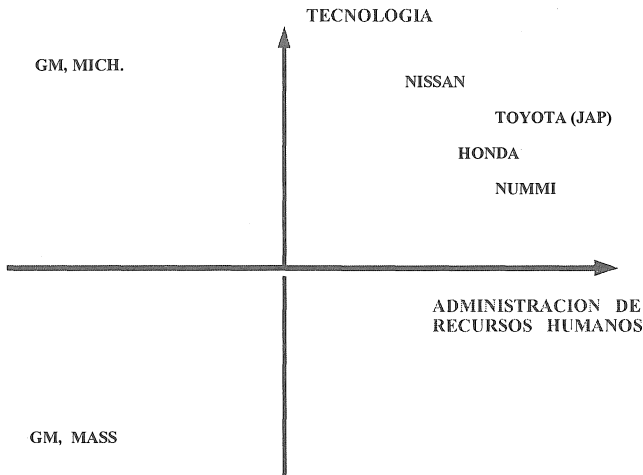 TECNOLOGIA
GM, MICH.
NISSAN
TOYOTA (JAP)
HONDA
NUMMI
ADMINISTRACION DE
RECURSOS HUMANOS
GM, MASS